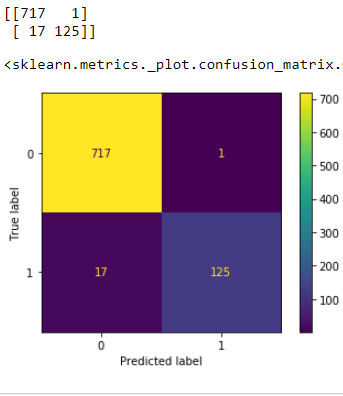 [[717   1]
 [ 17 125]]
<sklearn.metrics._plot.confusion_matrix.
700
600
0 717 1
500
True label
400
300
1 17 125
200
100
0 1
Predicted label